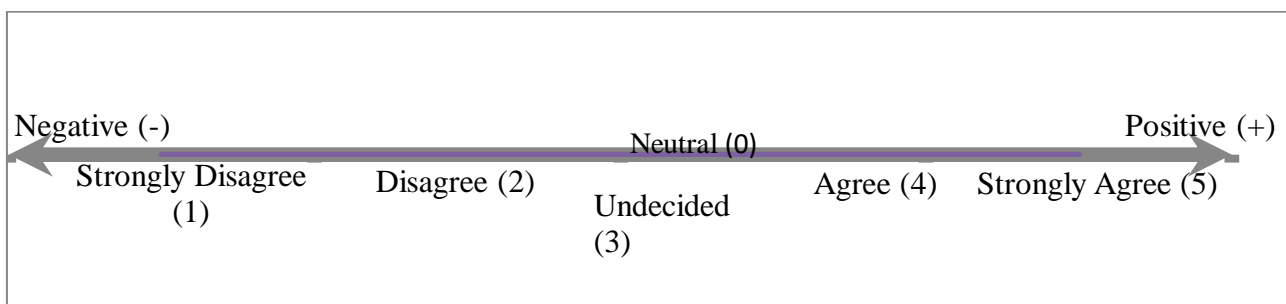 Negative (-)
Neutral (0)
Positive (+)
Strongly Disagree
(1)
Disagree (2)
Undecided
(3)
Agree (4)
Strongly Agree (5)